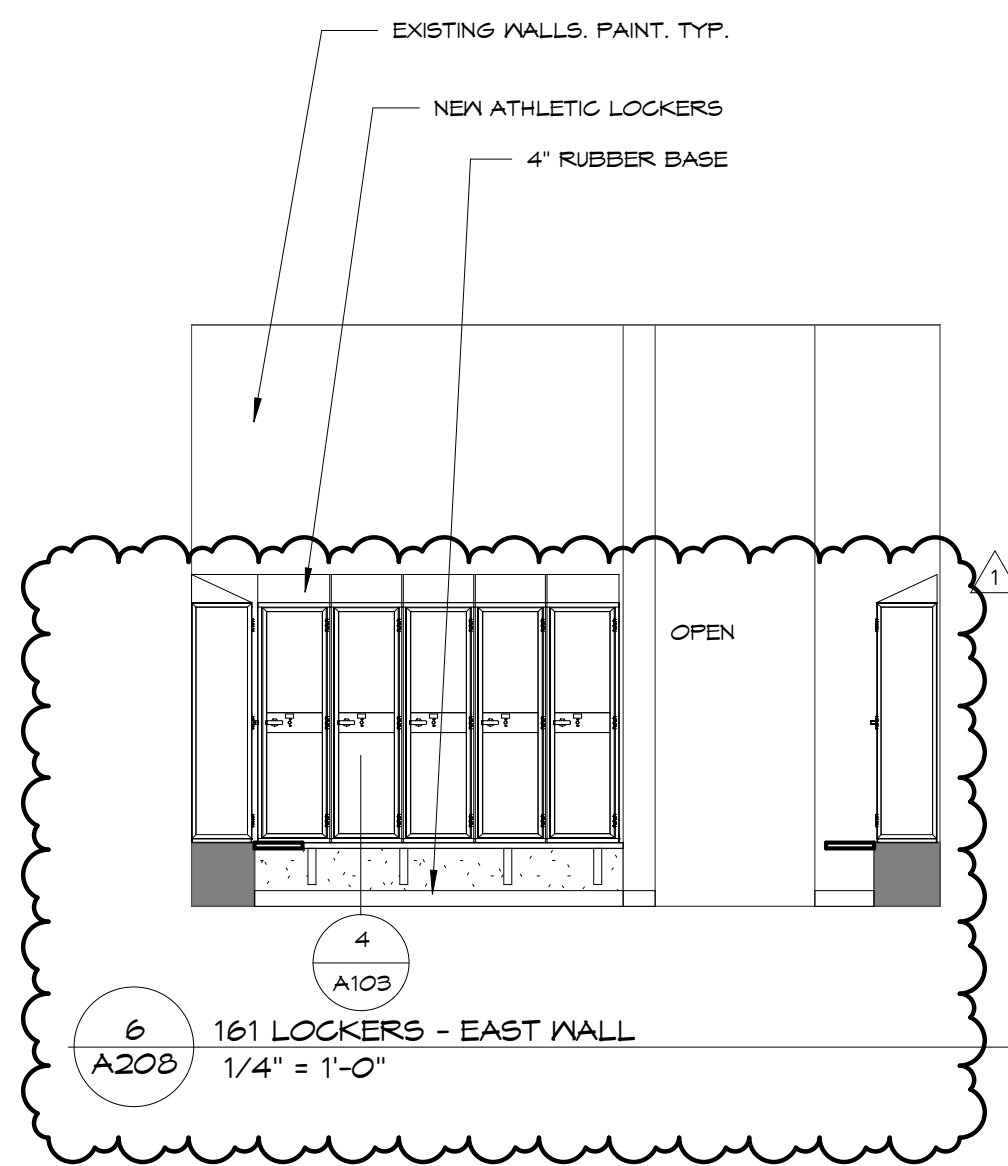 EXISTING WALLS. PAINT. TYP.
NEW ATHLETIC LOCKERS
4" RUBBER BASE
1
OPEN
4
A103
6
A208
161 LOCKERS - EAST WALL
1/4" = 1'-0"